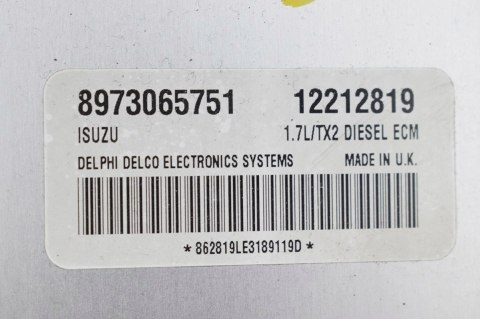 8973065751 12212819
ISUZU 1.7L/TX2 DIESEL ECM
DELPHI DELCO ELECTRONICS SYSTEMS MADE IN U.K.
*862819LE3189119D*